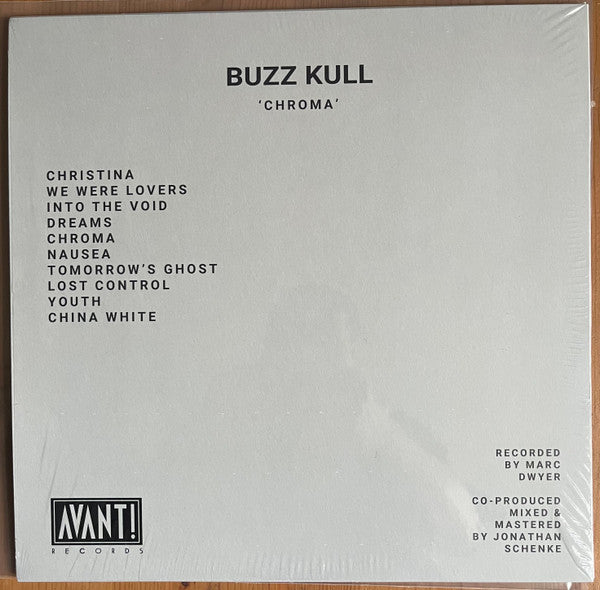 BUZZ KULL
‘CHROMA’
CHRISTINA
WE WERE LOVERS
INTO THE VOID
DREAMS
CHROMA
NAUSEA
TOMORROW’S GHOST
LOST CONTROL
YOUTH
CHINA WHITE
RECORDED
BY MARC
DWYER
CO-PRODUCED
MIXED &
MASTERED
BY JONATHAN
SCHENKE
AVANT!
RECORDS